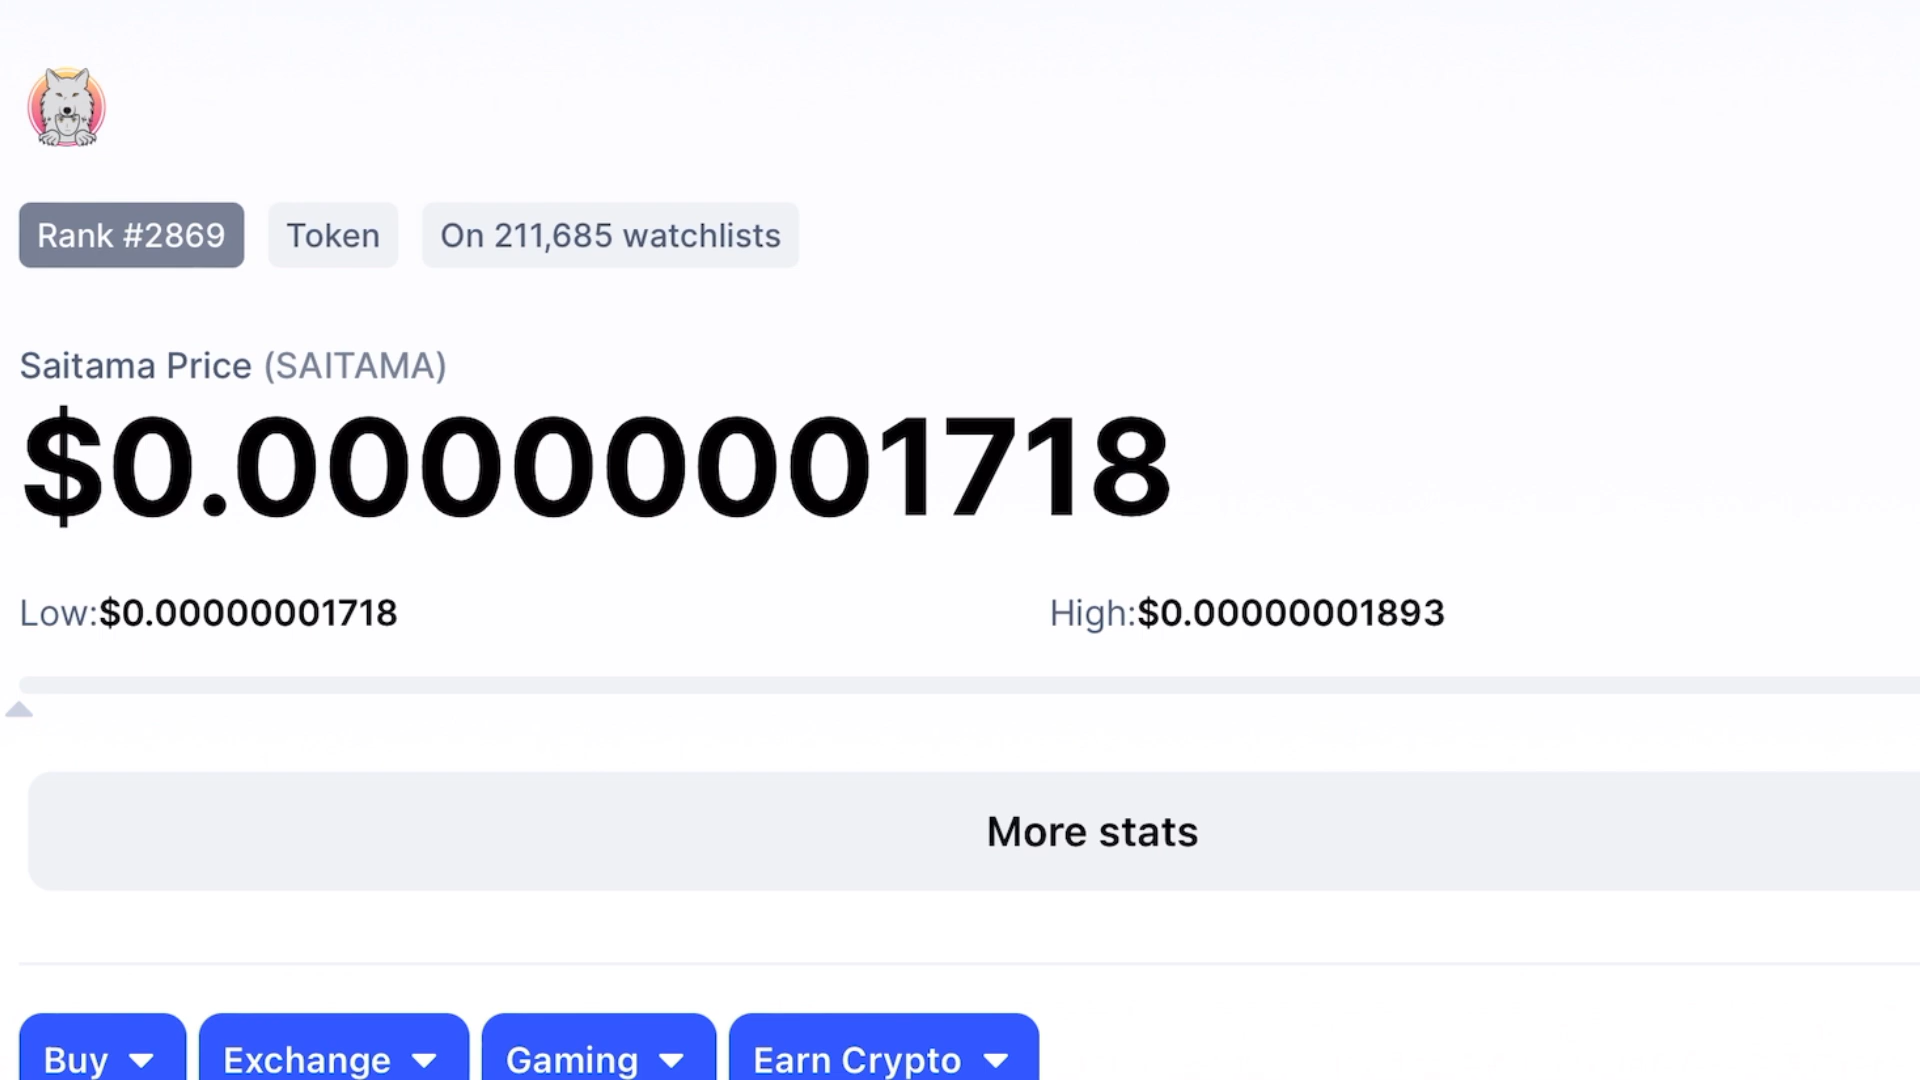 Rank #2869 Token On 211,685 watchlists
Saitama Price (SAITAMA)
$0.00000001718
Low:$0.00000001718 High:$0.00000001893
More stats
Buy Exchange Gaming Earn Crypto